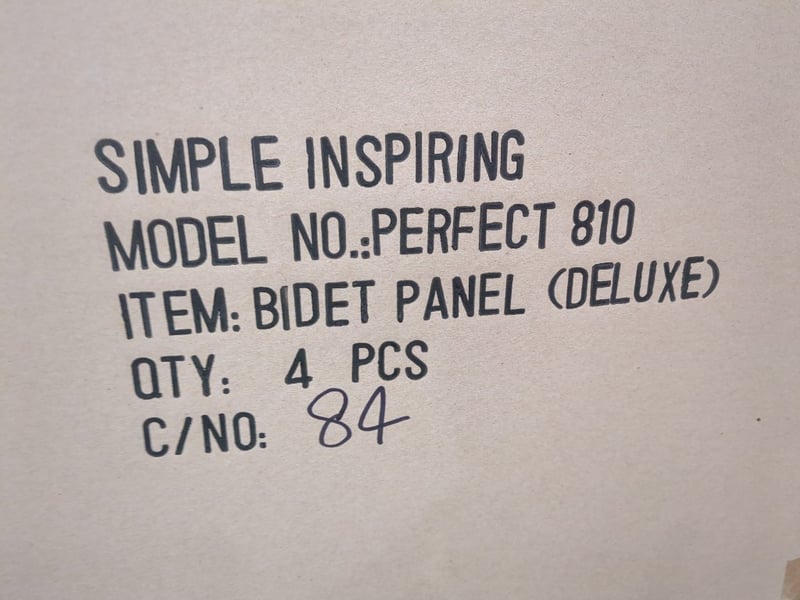 SIMPLE INSPIRING
MODEL NO.:PERFECT 810
ITEM: BIDET PANEL (DELUXE)
QTY: 4 PCS
C/NO: 84